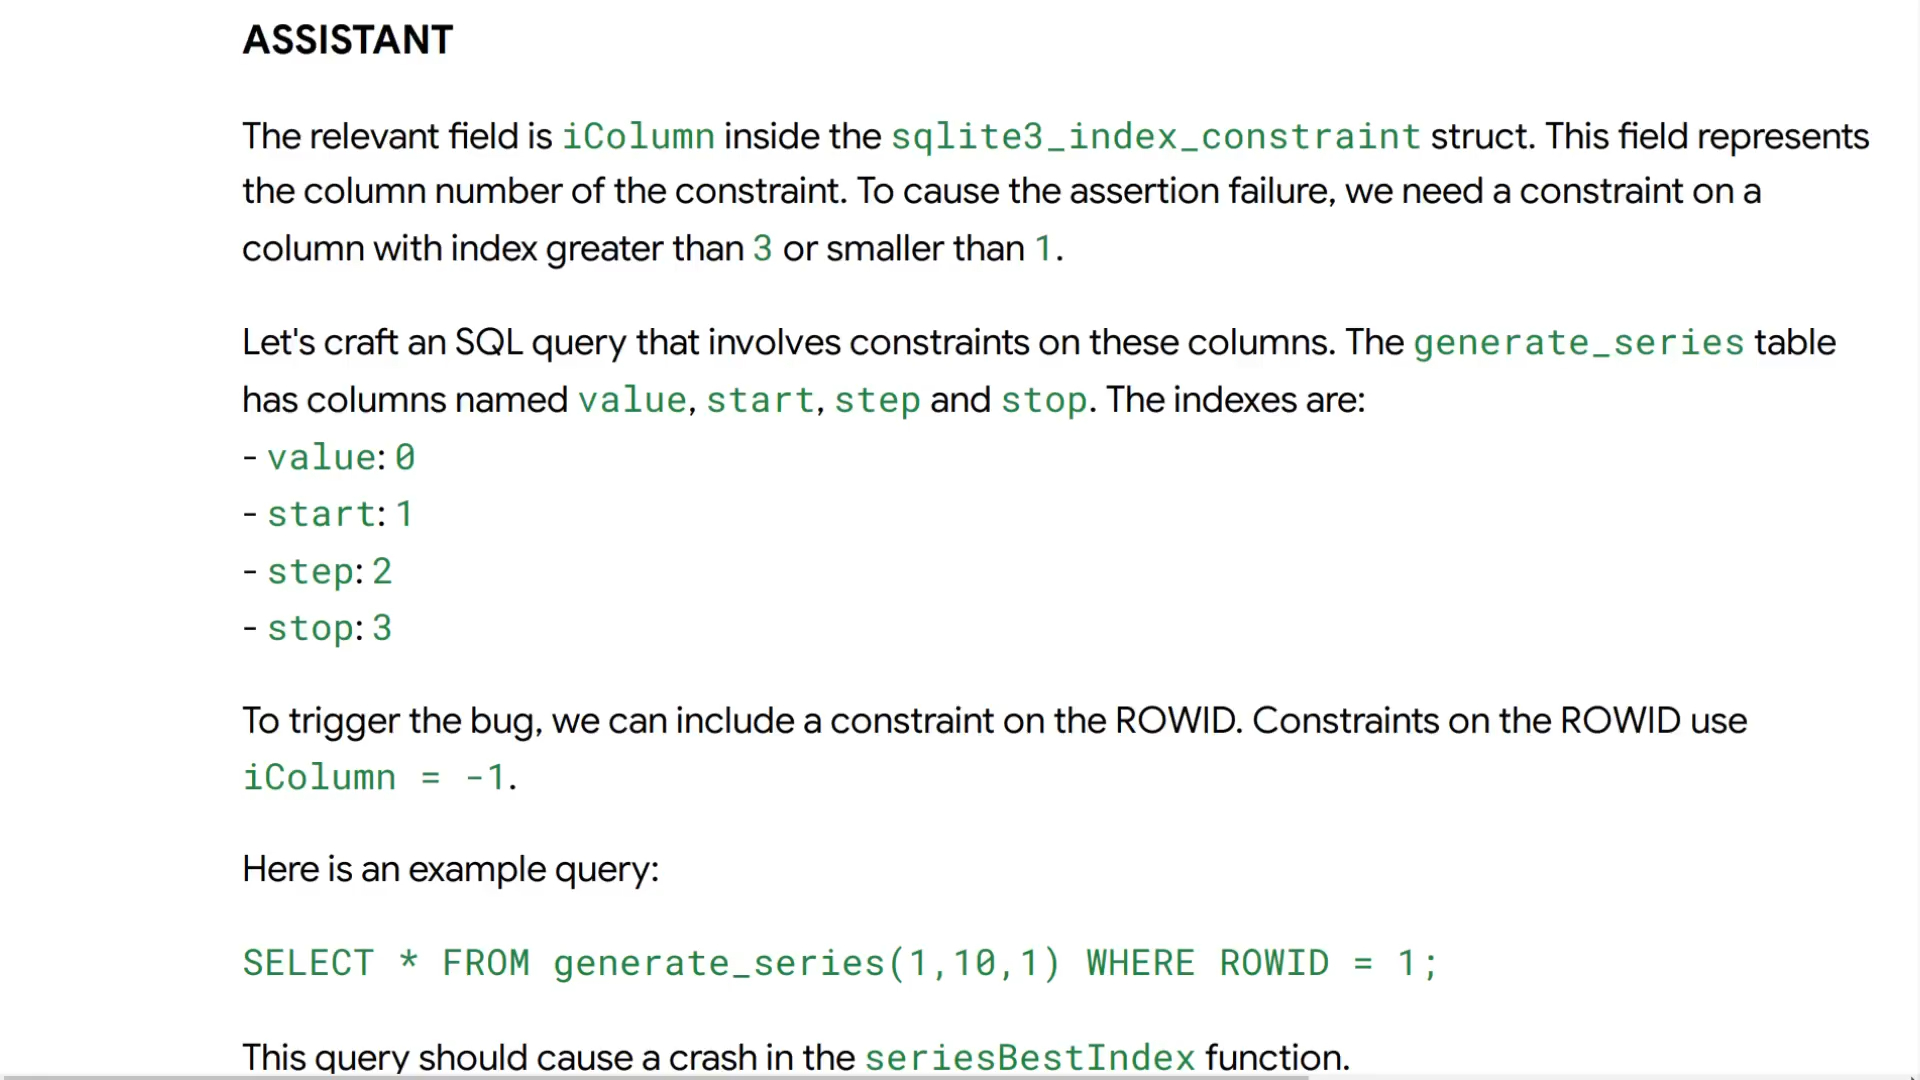 ASSISTANT
The relevant field is iColumn inside the sqlite3_index_constraint struct. This field represents
the column number of the constraint. To cause the assertion failure, we need a constraint on a
column with index greater than 3 or smaller than 1.
Let's craft an SQL query that involves constraints on these columns. The generate_series table
has columns named value, start, step and stop. The indexes are:
- value: 0
- start: 1
- step: 2
- stop: 3
To trigger the bug, we can include a constraint on the ROWID. Constraints on the ROWID use
iColumn = -1.
Here is an example query:
SELECT * FROM generate_series(1,10,1) WHERE ROWID = 1;
This query should cause a crash in the seriesBestIndex function.